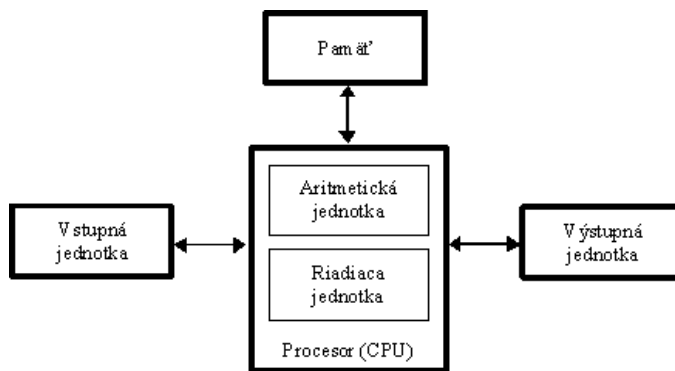 Pamäť
Aritmetická
jednotka
Vstupná
jednotka
Výstupná
jednotka
Riadiaca
jednotka
Procesor (CPU)